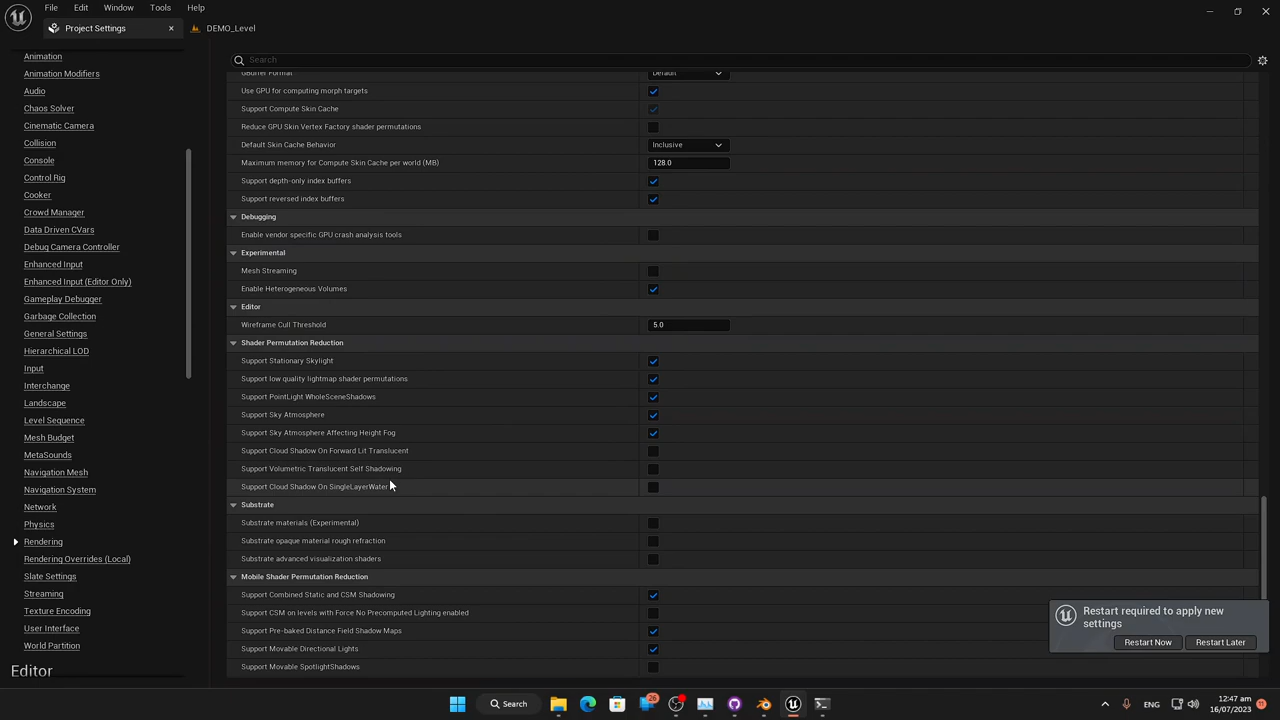 File Edit Window Tools Help
Project Settings DEMO_Level
Search
Animation
Animation Modifiers
Audio
Chaos Solver
Cinematic Camera
Collision
Console
Control Rig
Cooker
Crowd Manager
Data Driven CVars
Debug Camera Controller
Enhanced Input
Enhanced Input (Editor Only)
Gameplay Debugger
Garbage Collection
General Settings
Hierarchical LOD
Input
Interchange
Landscape
Level Sequence
Mesh Budget
MetaSounds
Navigation Mesh
Navigation System
Network
Physics
Rendering
Rendering Overrides (Local)
Slate Settings
Streaming
Texture Encoding
User Interface
World Partition
Editor
GBuffer Format Default
Use GPU for computing morph targets
Support Compute Skin Cache
Reduce GPU Skin Vertex Factory shader permutations
Default Skin Cache Behavior Inclusive
Maximum memory for Compute Skin Cache per world (MB) 128.0
Support depth-only index buffers
Support reversed index buffers
Debugging
Enable vendor specific GPU crash analysis tools
Experimental
Mesh Streaming
Enable Heterogeneous Volumes
Editor
Wireframe Cull Threshold 5.0
Shader Permutation Reduction
Support Stationary Skylight
Support low quality lightmap shader permutations
Support PointLight WholeSceneShadows
Support Sky Atmosphere
Support Sky Atmosphere Affecting Height Fog
Support Cloud Shadow On Forward Lit Translucent
Support Volumetric Translucent Self Shadowing
Support Cloud Shadow On SingleLayerWater
Substrate
Substrate materials (Experimental)
Substrate opaque material rough refraction
Substrate advanced visualization shaders
Mobile Shader Permutation Reduction
Support Combined Static and CSM Shadowing
Support CSM on levels with Force No Precomputed Lighting enabled
Support Pre-baked Distance Field Shadow Maps
Support Movable Directional Lights
Support Movable SpotlightShadows
Restart required to apply new
settings
Restart Now Restart Later
Search
26
ENG
12:47 am
16/07/2023